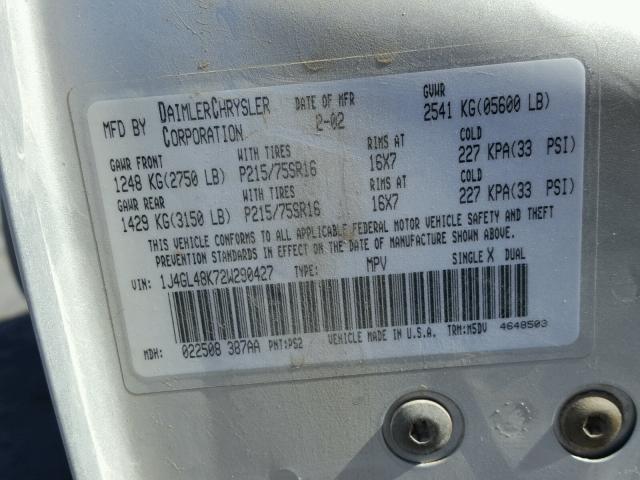 MFD BY DAIMLERCHRYSLER CORPORATION DATE OF MFR 2-02 GVWR 2541 KG(05600 LB)
GAWR FRONT WITH TIRES RIMS AT COLD
1248 KG(2750 LB) P215/75SR16 16X7 227 KPA(33 PSI)
GAWR REAR WITH TIRES RIMS AT COLD
1429 KG(3150 LB) P215/75SR16 16X7 227 KPA(33 PSI)
THIS VEHICLE CONFORMS TO ALL APPLICABLE FEDERAL MOTOR VEHICLE SAFETY AND THEFT
PREVENTION STANDARDS IN EFFECT ON THE DATE OF MANUFACTURE SHOWN ABOVE.
VIN: 1J4GL48K72W290427 TYPE: MPV SINGLE X DUAL
MDH: 022508 387AA PNT:PS2 VEHICLE MADE IN U.S.A. TRM:M5DV 4648503